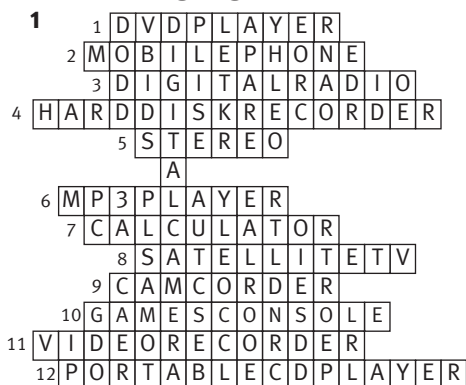 1
1 DVDPLAYER
2 MOBILEPHONE
3 DIGITALRADIO
4 HARDDISKRECORDER
5 STEREO
A
6 MP3PLAYER
7 CALCULATOR
8 SATELLITETV
9 CAMCORDER
10 GAMESCONSOLE
11 VIDEORECORDER
12 PORTABLECDPLAYER